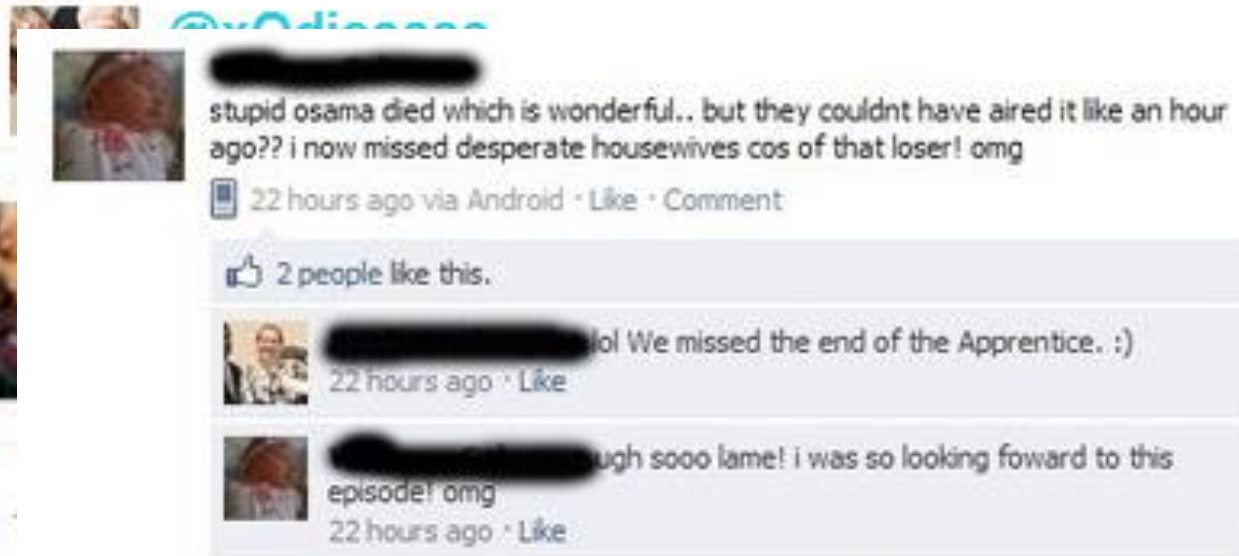 stupid osama died which is wonderful.. but they couldnt have aired it like an hour
ago?? i now missed desperate housewives cos of that loser! omg
22 hours ago via Android · Like · Comment
2 people like this.
lol We missed the end of the Apprentice. :)
22 hours ago · Like
ugh sooo lame! i was so looking foward to this
episode! omg
22 hours ago · Like